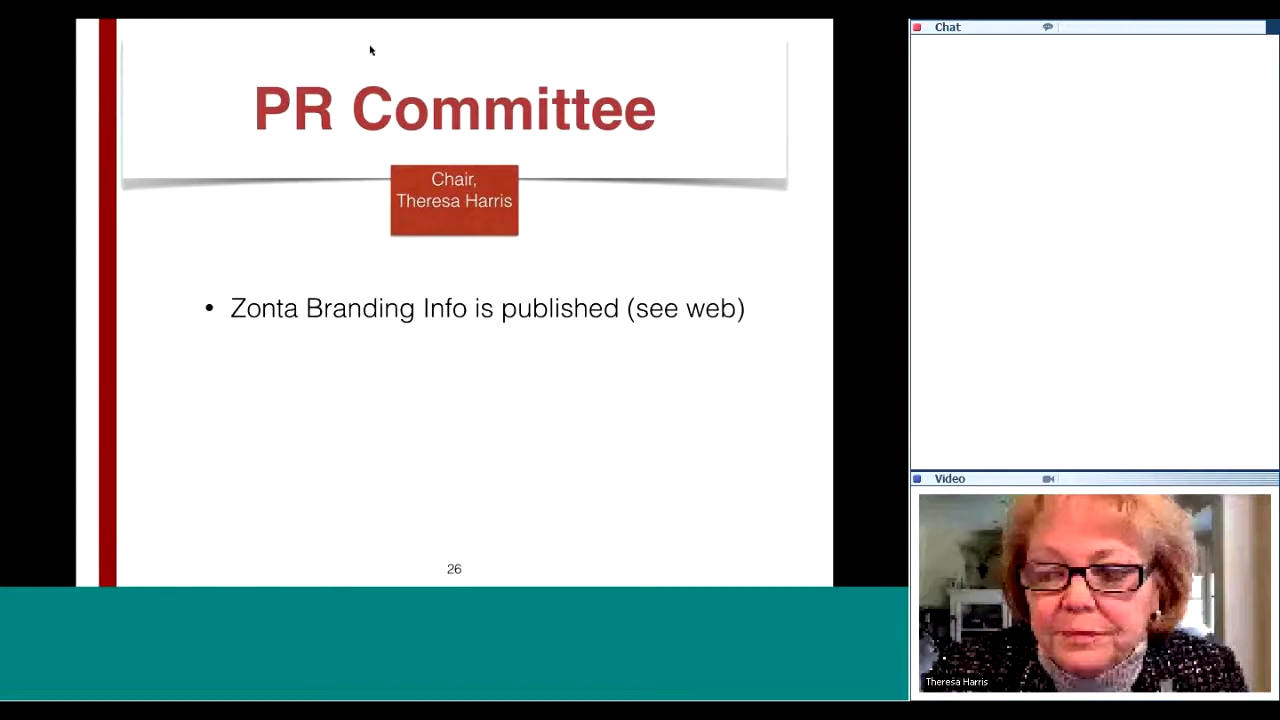 PR Committee
Chair,
Theresa Harris
• Zonta Branding Info is published (see web)
26
Chat
Video
Theresa Harris